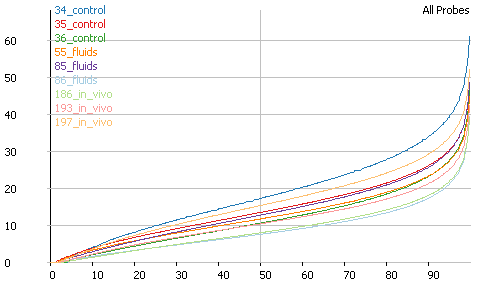 All Probes
34_control
35_control
36_control
55_fluids
85_fluids
86_fluids
186_in_vivo
193_in_vivo
197_in_vivo
60
50
40
30
20
10
0
0 10 20 30 40 50 60 70 80 90